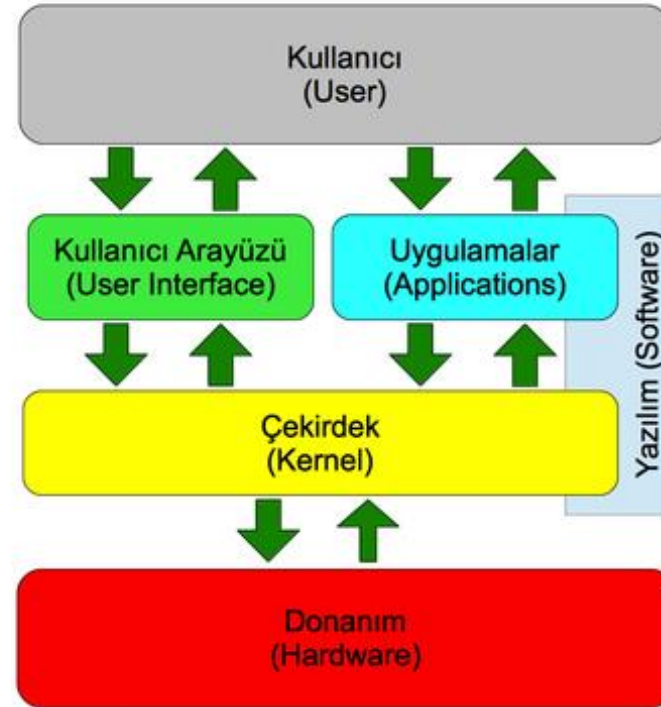 Kullanıcı
(User)
Kullanıcı Arayüzü
(User Interface)
Uygulamalar
(Applications)
Yazılım (Software)
Çekirdek
(Kernel)
Donanım
(Hardware)